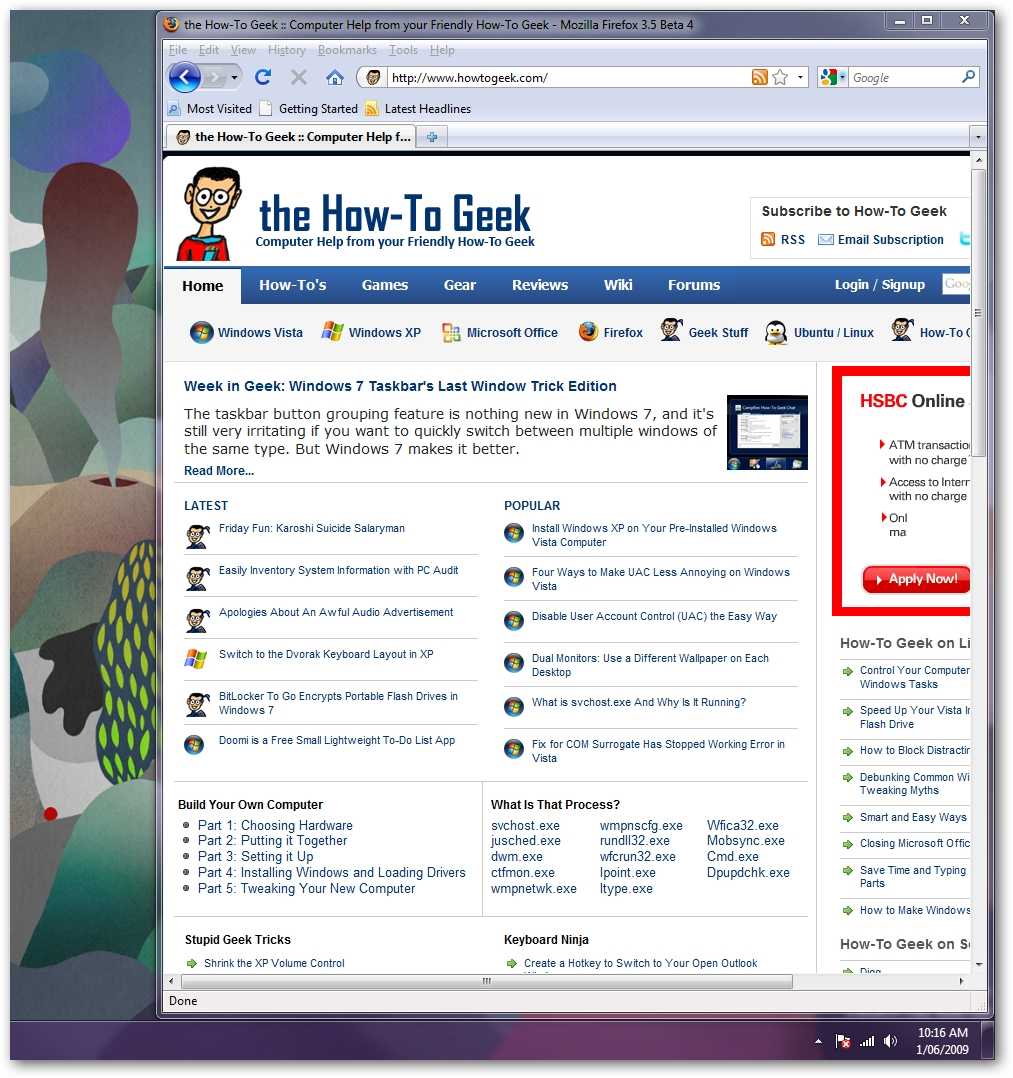 the How-To Geek :: Computer Help from your Friendly How-To Geek - Mozilla Firefox 3.5 Beta 4
File Edit View History Bookmarks Tools Help
http://www.howtogeek.com/
Google
Most Visited Getting Started Latest Headlines
the How-To Geek :: Computer Help f...
the How-To Geek
Computer Help from your Friendly How-To Geek
Subscribe to How-To Geek
RSS Email Subscription
Home How-To's Games Gear Reviews Wiki Forums Login / Signup Goo
Windows Vista Windows XP Microsoft Office Firefox Geek Stuff Ubuntu / Linux How-To G
Week in Geek: Windows 7 Taskbar's Last Window Trick Edition
The taskbar button grouping feature is nothing new in Windows 7, and it's
still very irritating if you want to quickly switch between multiple windows of
the same type. But Windows 7 makes it better.
Read More...
LATEST
Friday Fun: Karoshi Suicide Salaryman
Easily Inventory System Information with PC Audit
Apologies About An Awful Audio Advertisement
Switch to the Dvorak Keyboard Layout in XP
BitLocker To Go Encrypts Portable Flash Drives in
Windows 7
Doomi is a Free Small Lightweight To-Do List App
POPULAR
Install Windows XP on Your Pre-Installed Windows
Vista Computer
Four Ways to Make UAC Less Annoying on Windows
Vista
Disable User Account Control (UAC) the Easy Way
Dual Monitors: Use a Different Wallpaper on Each
Desktop
What is svchost.exe And Why Is It Running?
Fix for COM Surrogate Has Stopped Working Error in
Vista
HSBC Online
ATM transaction
with no charge
Access to Intern
with no charge
Onl
ma
Apply Now!
Build Your Own Computer
Part 1: Choosing Hardware
Part 2: Putting it Together
Part 3: Setting it Up
Part 4: Installing Windows and Loading Drivers
Part 5: Tweaking Your New Computer
What Is That Process?
svchost.exe wmpnscfg.exe Wfica32.exe
jusched.exe rundll32.exe Mobsync.exe
dwm.exe wfcrun32.exe Cmd.exe
ctfmon.exe Ipoint.exe Dpupdchk.exe
wmpnetwk.exe Itype.exe
How-To Geek on Li
Control Your Computer
Windows Tasks
Speed Up Your Vista In
Flash Drive
How to Block Distractin
Debunking Common Wi
Tweaking Myths
Smart and Easy Ways
Closing Microsoft Offic
Save Time and Typing
Parts
How to Make Windows
How-To Geek on So
Digg
Stupid Geek Tricks
Shrink the XP Volume Control
Keyboard Ninja
Create a Hotkey to Switch to Your Open Outlook
Done
10:16 AM
1/06/2009